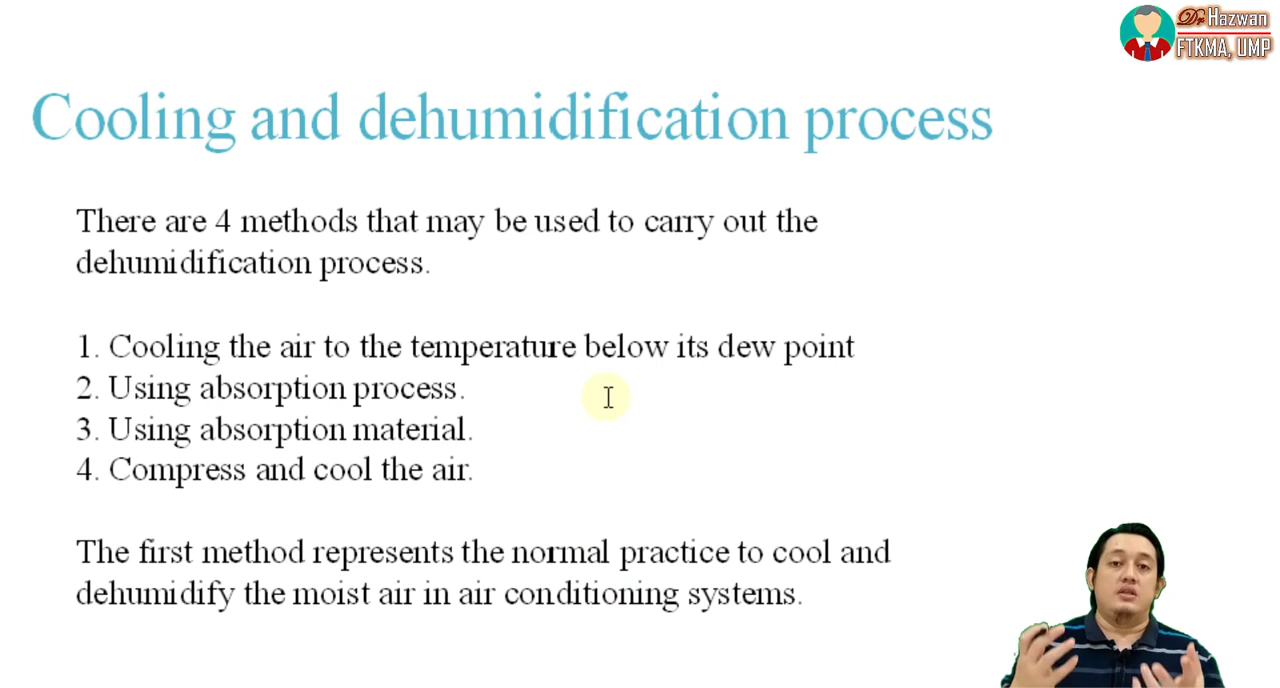 Dr Hazwan
FTKMA, UMP
Cooling and dehumidification process
There are 4 methods that may be used to carry out the
dehumidification process.
1. Cooling the air to the temperature below its dew point
2. Using absorption process.
3. Using absorption material.
4. Compress and cool the air.
The first method represents the normal practice to cool and
dehumidify the moist air in air conditioning systems.